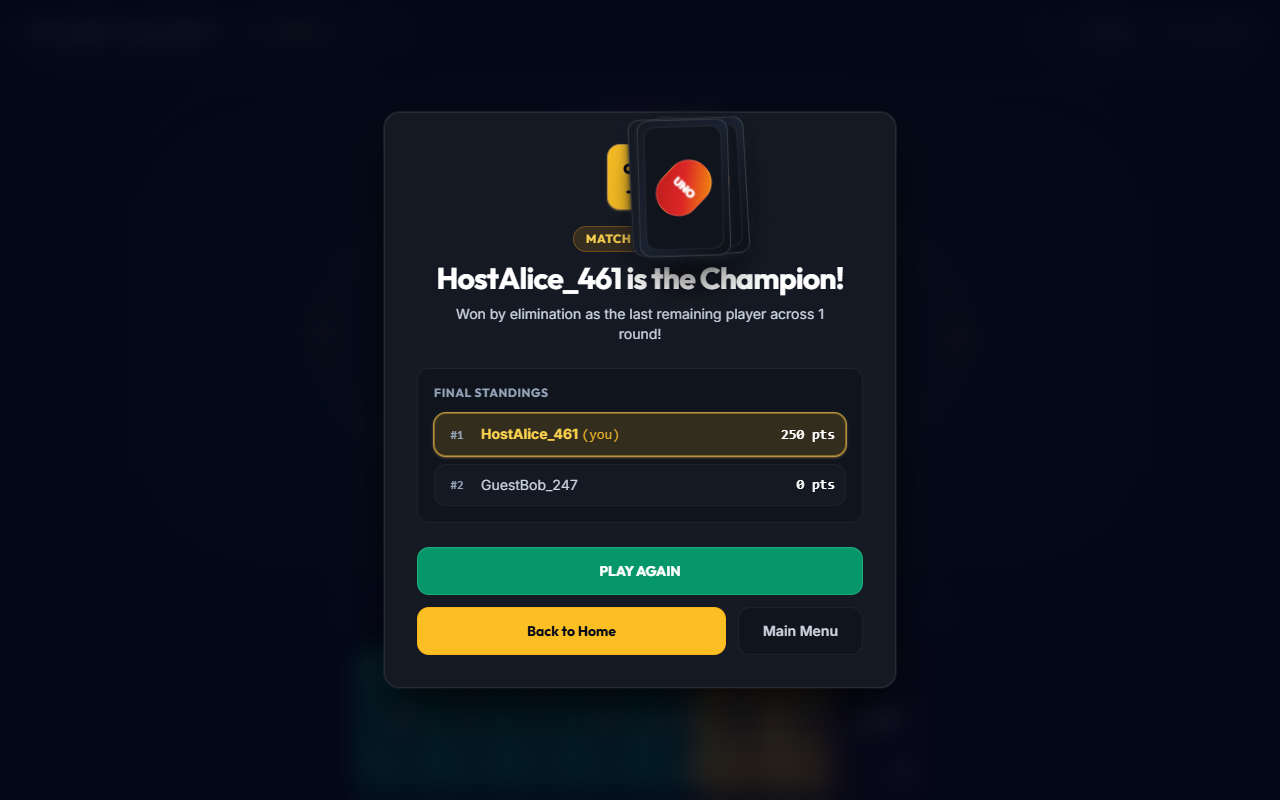 UNO
MATCH
HostAlice_461 is the Champion!
Won by elimination as the last remaining player across 1
round!
FINAL STANDINGS
#1 HostAlice_461 (you) 250 pts
#2 GuestBob_247 0 pts
PLAY AGAIN
Back to Home
Main Menu